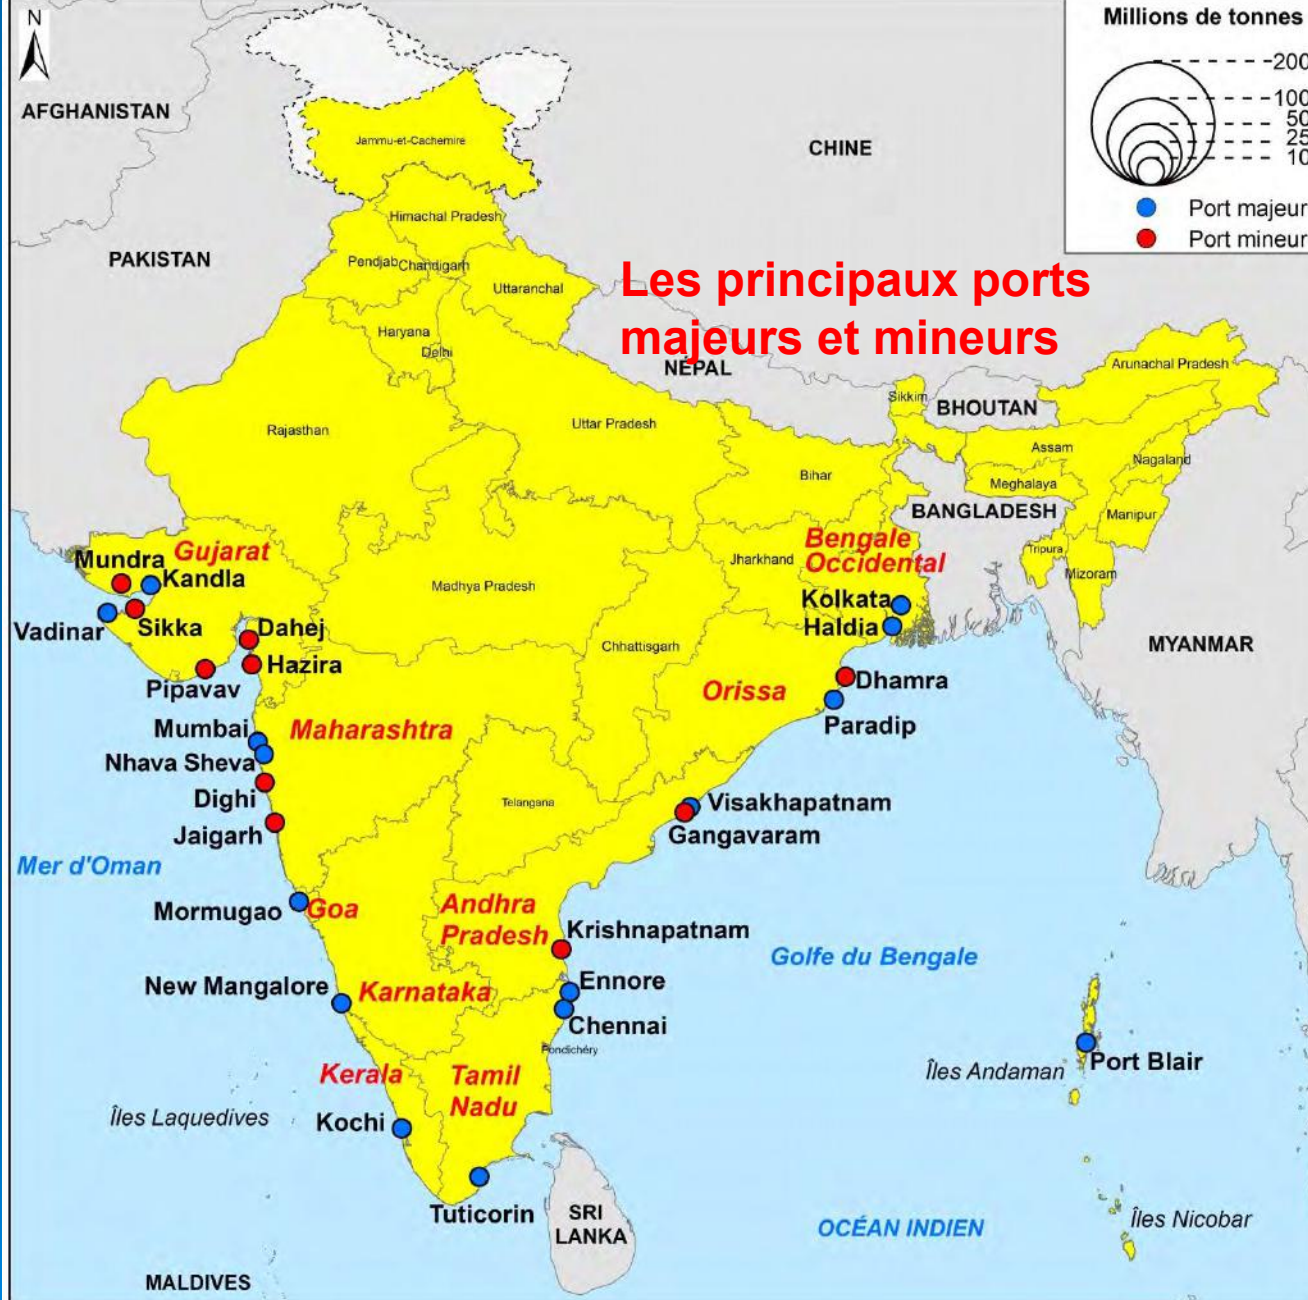 N
Millions de tonnes
200
100
50
25
10
Port majeur
Port mineur
AFGHANISTAN
CHINE
Jammu-et-Cachemire
Himachal Pradesh
PAKISTAN
Pendjab
Chandigarh
Uttaranchal
Les principaux ports
majeurs et mineurs
Haryana
Delhi
NÉPAL
Arunachal Pradesh
Sikkim
BHOUTAN
Rajasthan
Uttar Pradesh
Assam
Nagaland
Bihar
Meghalaya
BANGLADESH
Manipur
Mundra
Gujarat
Kandla
Madhya Pradesh
Jharkhand
Bengale
Occidental
Tripura
Mizoram
Kolkata
Vadinar
Sikka
Dahej
Haldia
Hazira
Chhattisgarh
MYANMAR
Pipavav
Orissa
Dhamra
Mumbai
Maharashtra
Paradip
Nhava Sheva
Dighi
Telangana
Visakhapatnam
Jaigarh
Gangavaram
Mer d'Oman
Mormugao
Goa
Andhra
Pradesh
Krishnapatnam
Golfe du Bengale
New Mangalore
Karnataka
Ennore
Chennai
Pondichéry
Port Blair
Îles Andaman
Kerala
Tamil
Nadu
Îles Laquedives
Kochi
Tuticorin
SRI
LANKA
OCÉAN INDIEN
Îles Nicobar
MALDIVES